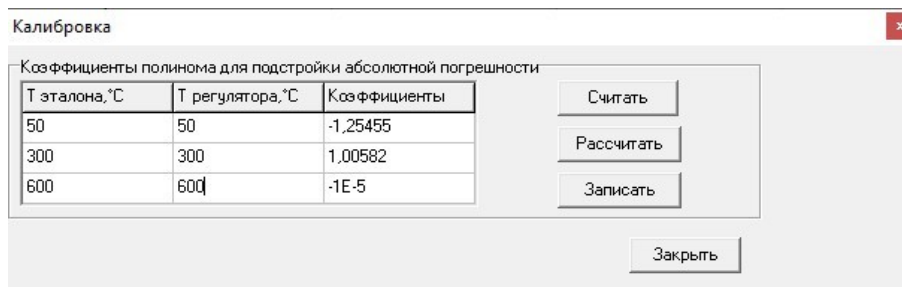 Калибровка
Коэффициенты полинома для подстройки абсолютной погрешности
Т эталона,°C Т регулятора,°C Коэффициенты
50 50 -1,25455
300 300 1,00582
600 600 -1E-5
Считать
Рассчитать
Записать
Закрыть